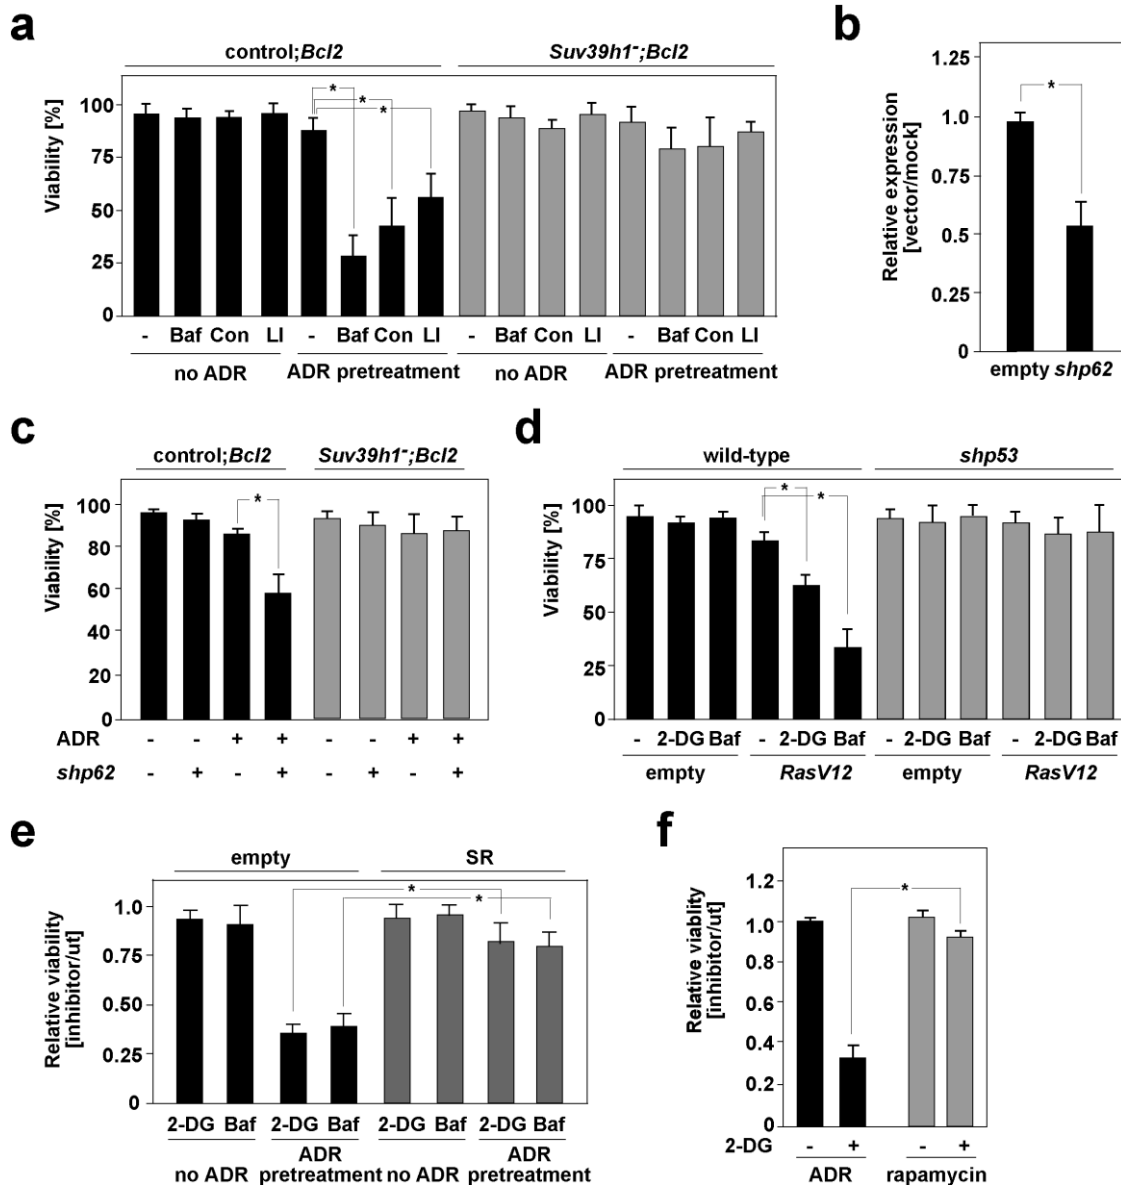 a
control;Bcl2 Suv39h1-;Bcl2
Viability [%]
100
75
50
25
0
* * *
- Baf Con LI - Baf Con LI - Baf Con LI - Baf Con LI
no ADR ADR pretreatment no ADR ADR pretreatment
b
Relative expression
[vector/mock]
1.25
1.0
0.75
0.5
0.25
0
*
empty shp62
c
control;Bcl2 Suv39h1-;Bcl2
Viability [%]
100
80
60
40
20
0
*
ADR - - + + - - + +
shp62 - + - + - + - +
d
wild-type shp53
Viability [%]
100
75
50
25
0
* *
- 2-DG Baf - 2-DG Baf - 2-DG Baf - 2-DG Baf
empty RasV12 empty RasV12
e
empty SR
Relative viability
[inhibitor/ut]
1.0
0.75
0.50
0.25
0
* *
2-DG Baf 2-DG Baf 2-DG Baf 2-DG Baf
no ADR ADR pretreatment no ADR ADR pretreatment
f
Relative viablity
[inhibitor/ut]
1.2
1.0
0.8
0.6
0.4
0.2
0
*
2-DG - + - +
ADR rapamycin